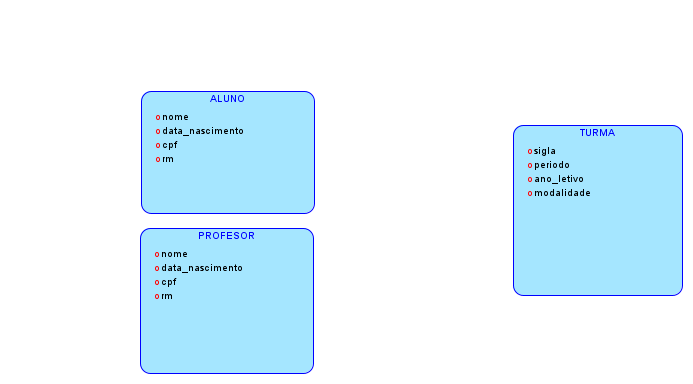 ALUNO
o nome
o data_nascimento
o cpf
o rm
PROFESOR
o nome
o data_nascimento
o cpf
o rm
TURMA
o sigla
o periodo
o ano_letivo
o modalidade